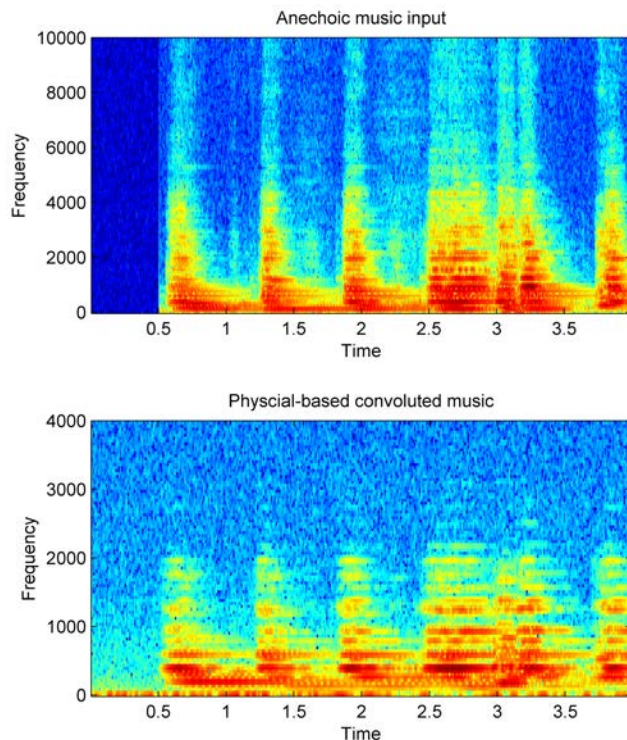 Anechoic music input
10000
8000
6000
4000
2000
0
Frequency
0.5 1 1.5 2 2.5 3 3.5
Time
Physcial-based convoluted music
4000
3000
2000
1000
0
Frequency
0.5 1 1.5 2 2.5 3 3.5
Time